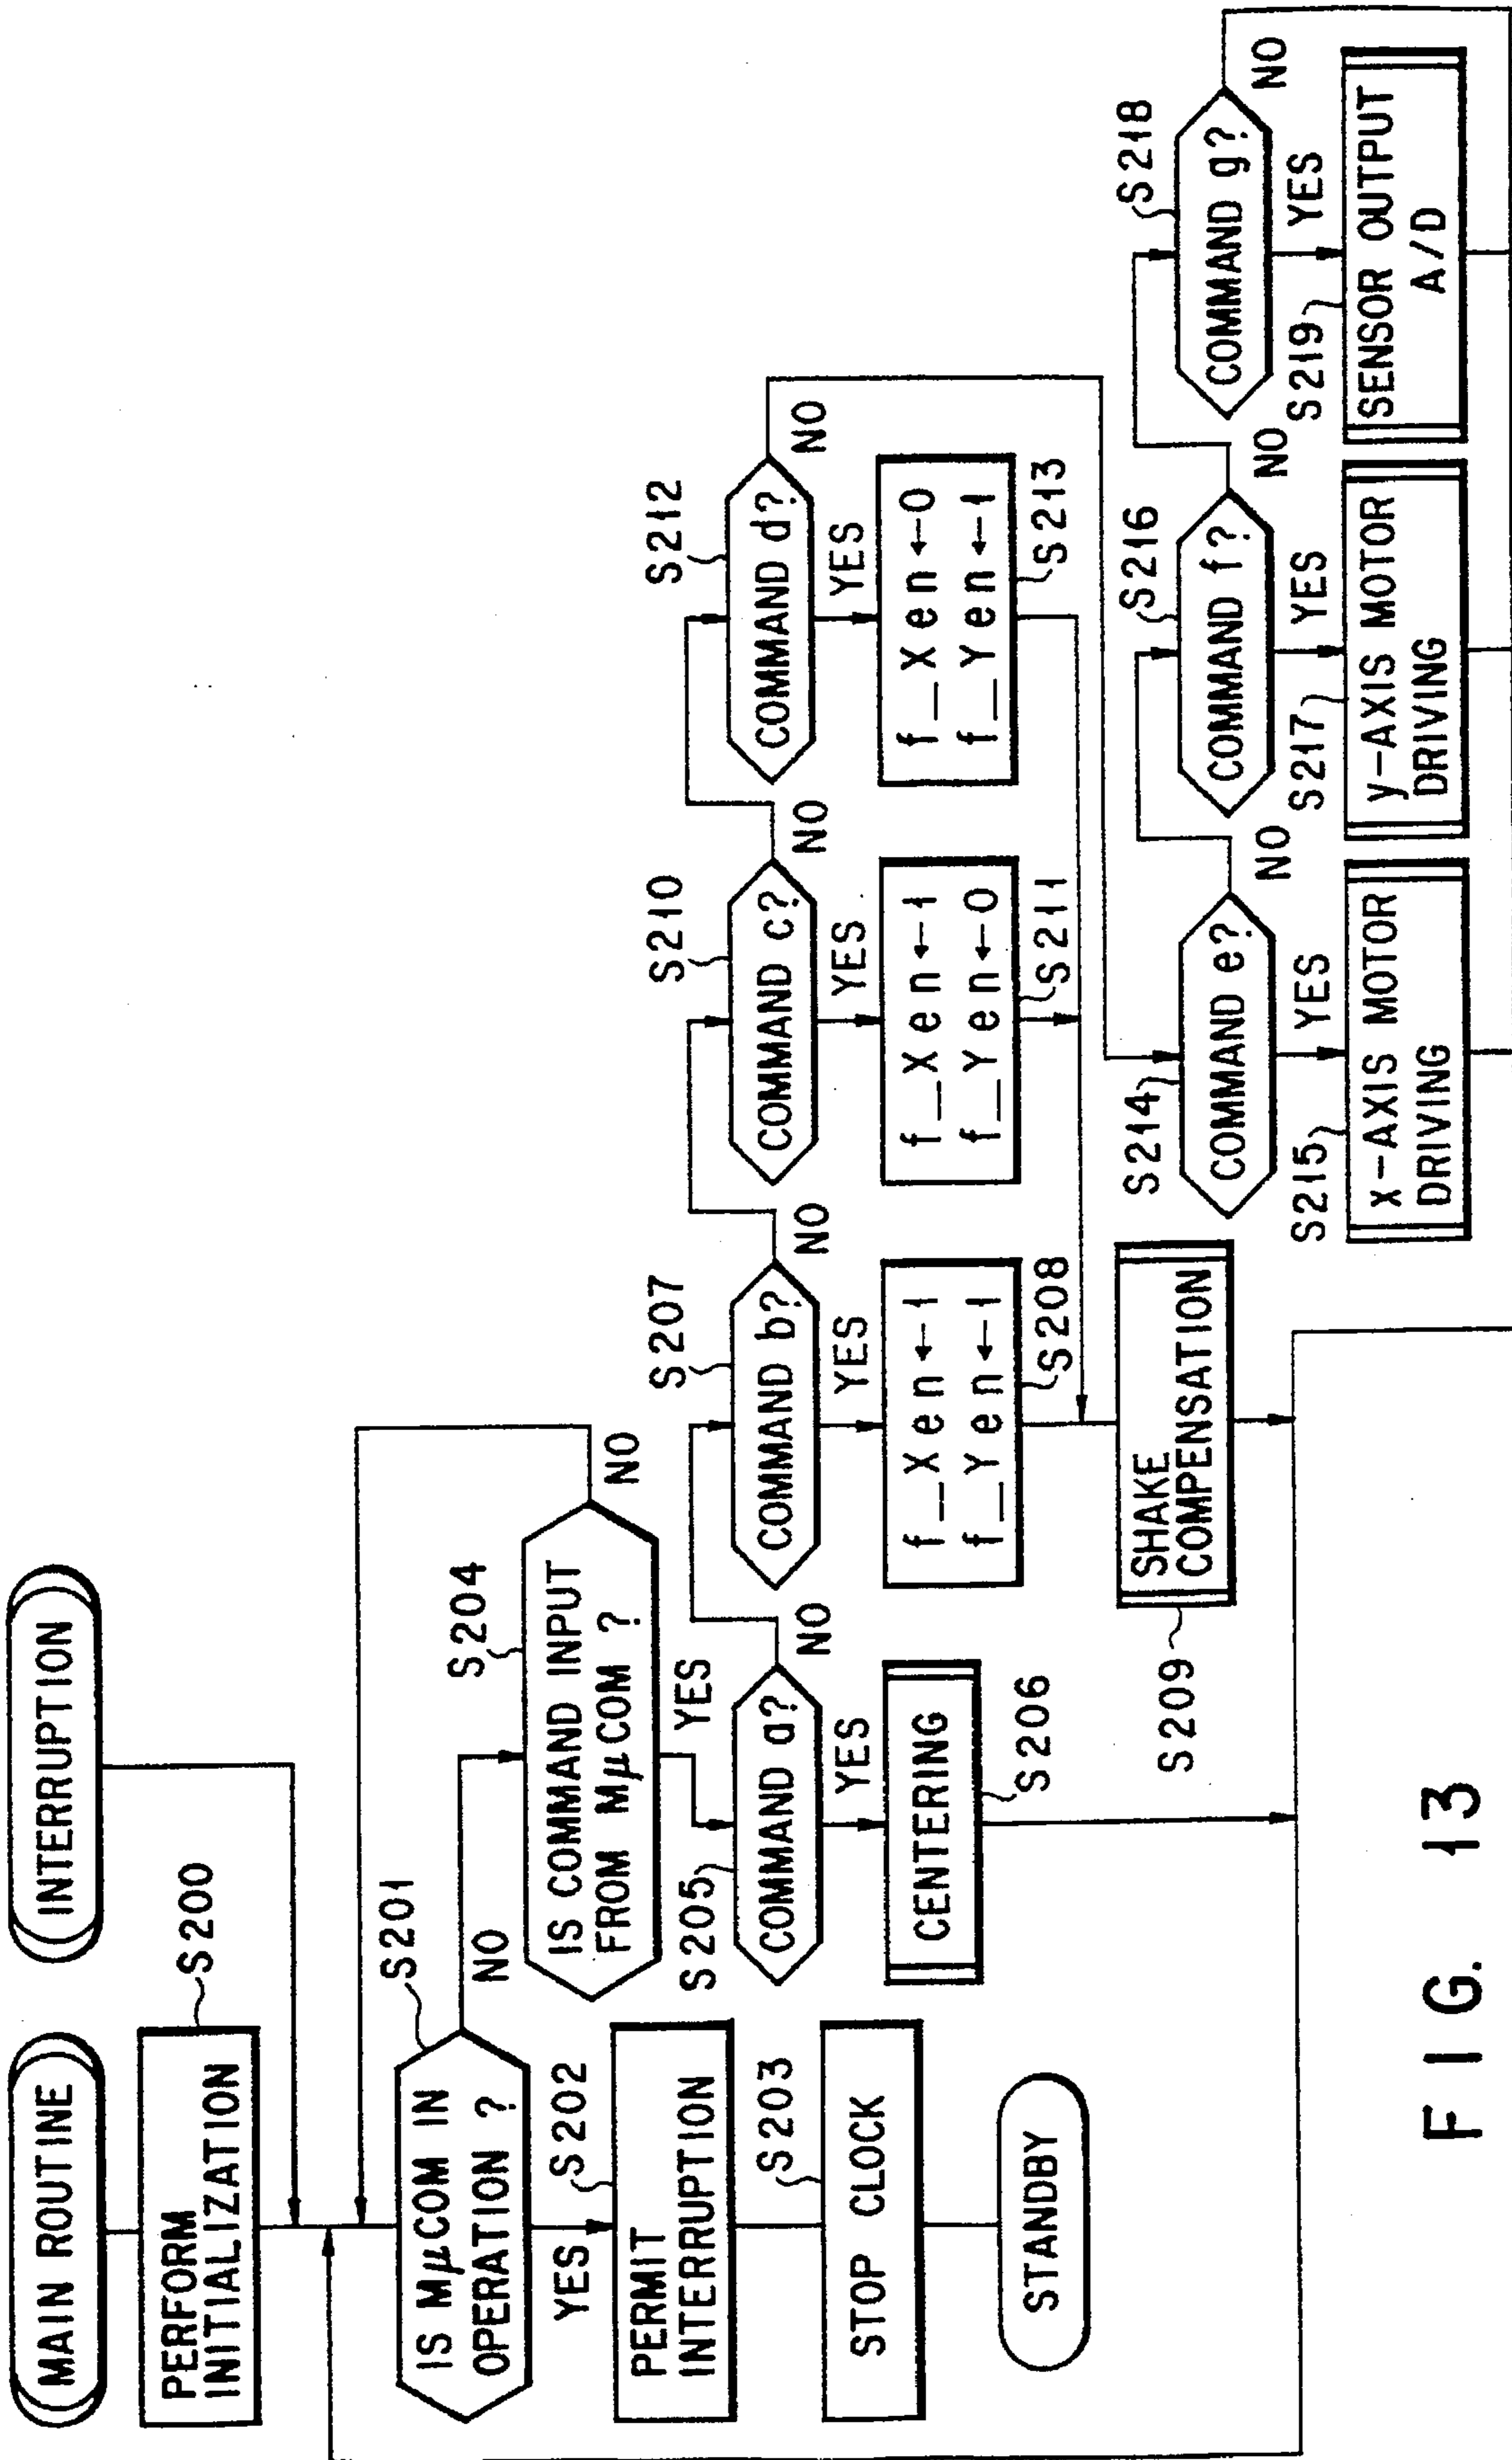 MAIN ROUTINE
INTERRUPTION
PERFORM
INITIALIZATION
S200
IS MμCOM IN
OPERATION ?
S201
NO
YES
PERMIT
INTERRUPTION
S202
STOP CLOCK
S203
STANDBY
IS COMMAND INPUT
FROM MμCOM ?
S204
NO
YES
S205
COMMAND a?
NO
YES
CENTERING
S206
COMMAND b?
S207
NO
YES
f_Xen←1
f_Yen←1
S208
SHAKE
COMPENSATION
S209
COMMAND c?
S210
NO
YES
f_Xen←1
f_Yen←0
S211
COMMAND d?
S212
NO
YES
f_Xen←0
f_Yen←1
S213
S214
COMMAND e?
NO
YES
S215
x-AXIS MOTOR
DRIVING
S216
COMMAND f?
NO
YES
S217
y-AXIS MOTOR
DRIVING
S218
COMMAND g?
NO
YES
S219
SENSOR OUTPUT
A/D
FIG. 13